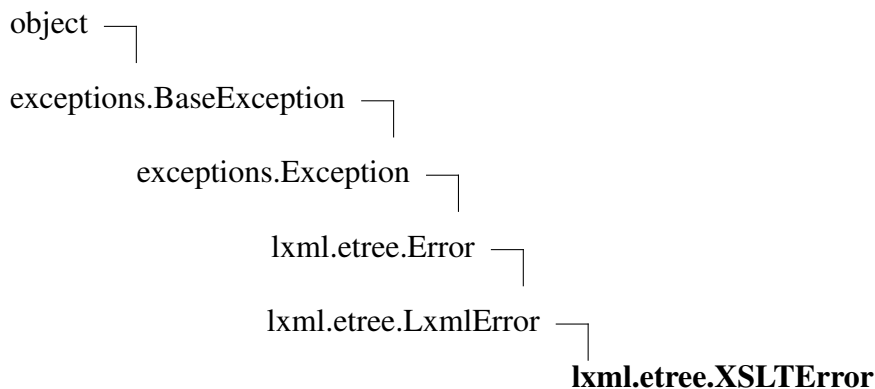 object
exceptions.BaseException
exceptions.Exception
lxml.etree.Error
lxml.etree.LxmlError
lxml.etree.XSLTError